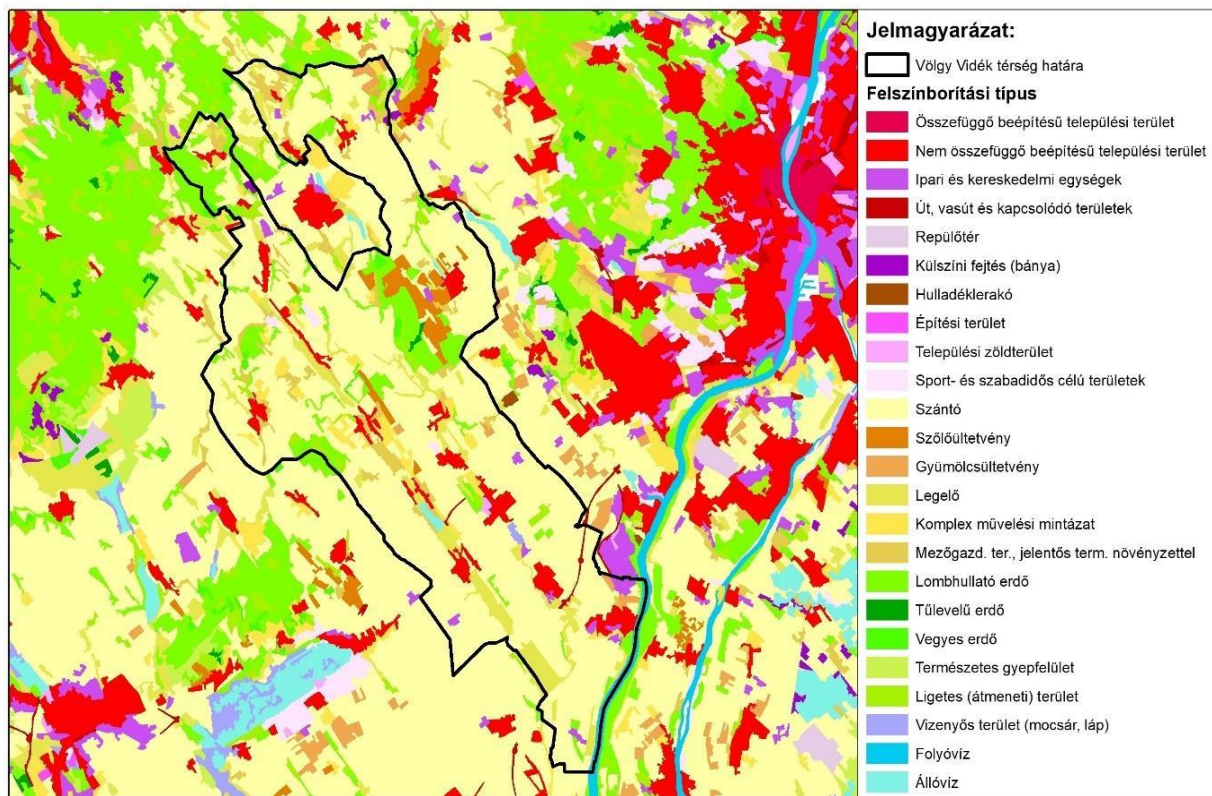 Jelmagyarázat:
Völgy Vidék térség határa
Felszínborítási típus
Összefüggő beépítésű települési terület
Nem összefüggő beépítésű települési terület
Ipari és kereskedelmi egységek
Út, vasút és kapcsolódó területek
Repülőtér
Külszíni fejtés (bánya)
Hulladéklerakó
Építési terület
Települési zöldterület
Sport- és szabadidős célú területek
Szántó
Szőlőültetvény
Gyümölcsültetvény
Legelő
Komplex művelési mintázat
Mezőgazd. ter., jelentős term. növényzettel
Lombhullató erdő
Tűlevelű erdő
Vegyes erdő
Természetes gyepfelület
Ligetes (átmeneti) terület
Vizenyős terület (mocsár, láp)
Folyóvíz
Állóvíz